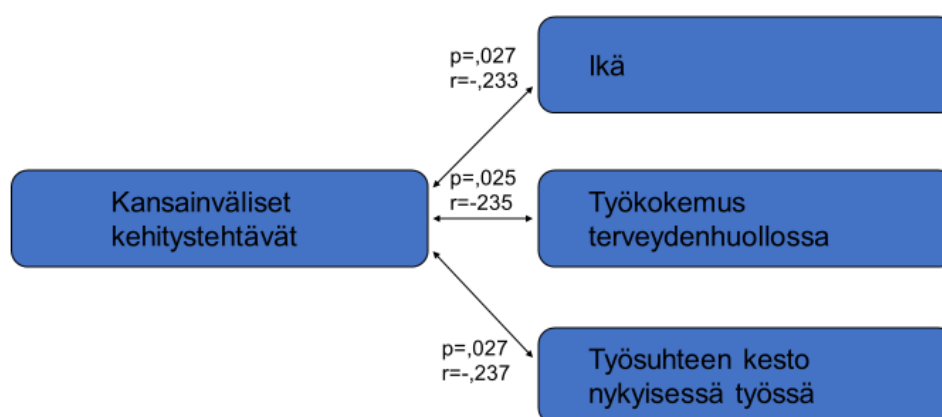 p=,027
r=-,233
Ikä
Kansainväliset
kehitystehtävät
p=,025
r=-235
Työkokemus
terveydenhuollossa
p=,027
r=-,237
Työsuhteen kesto
nykyisessä työssä